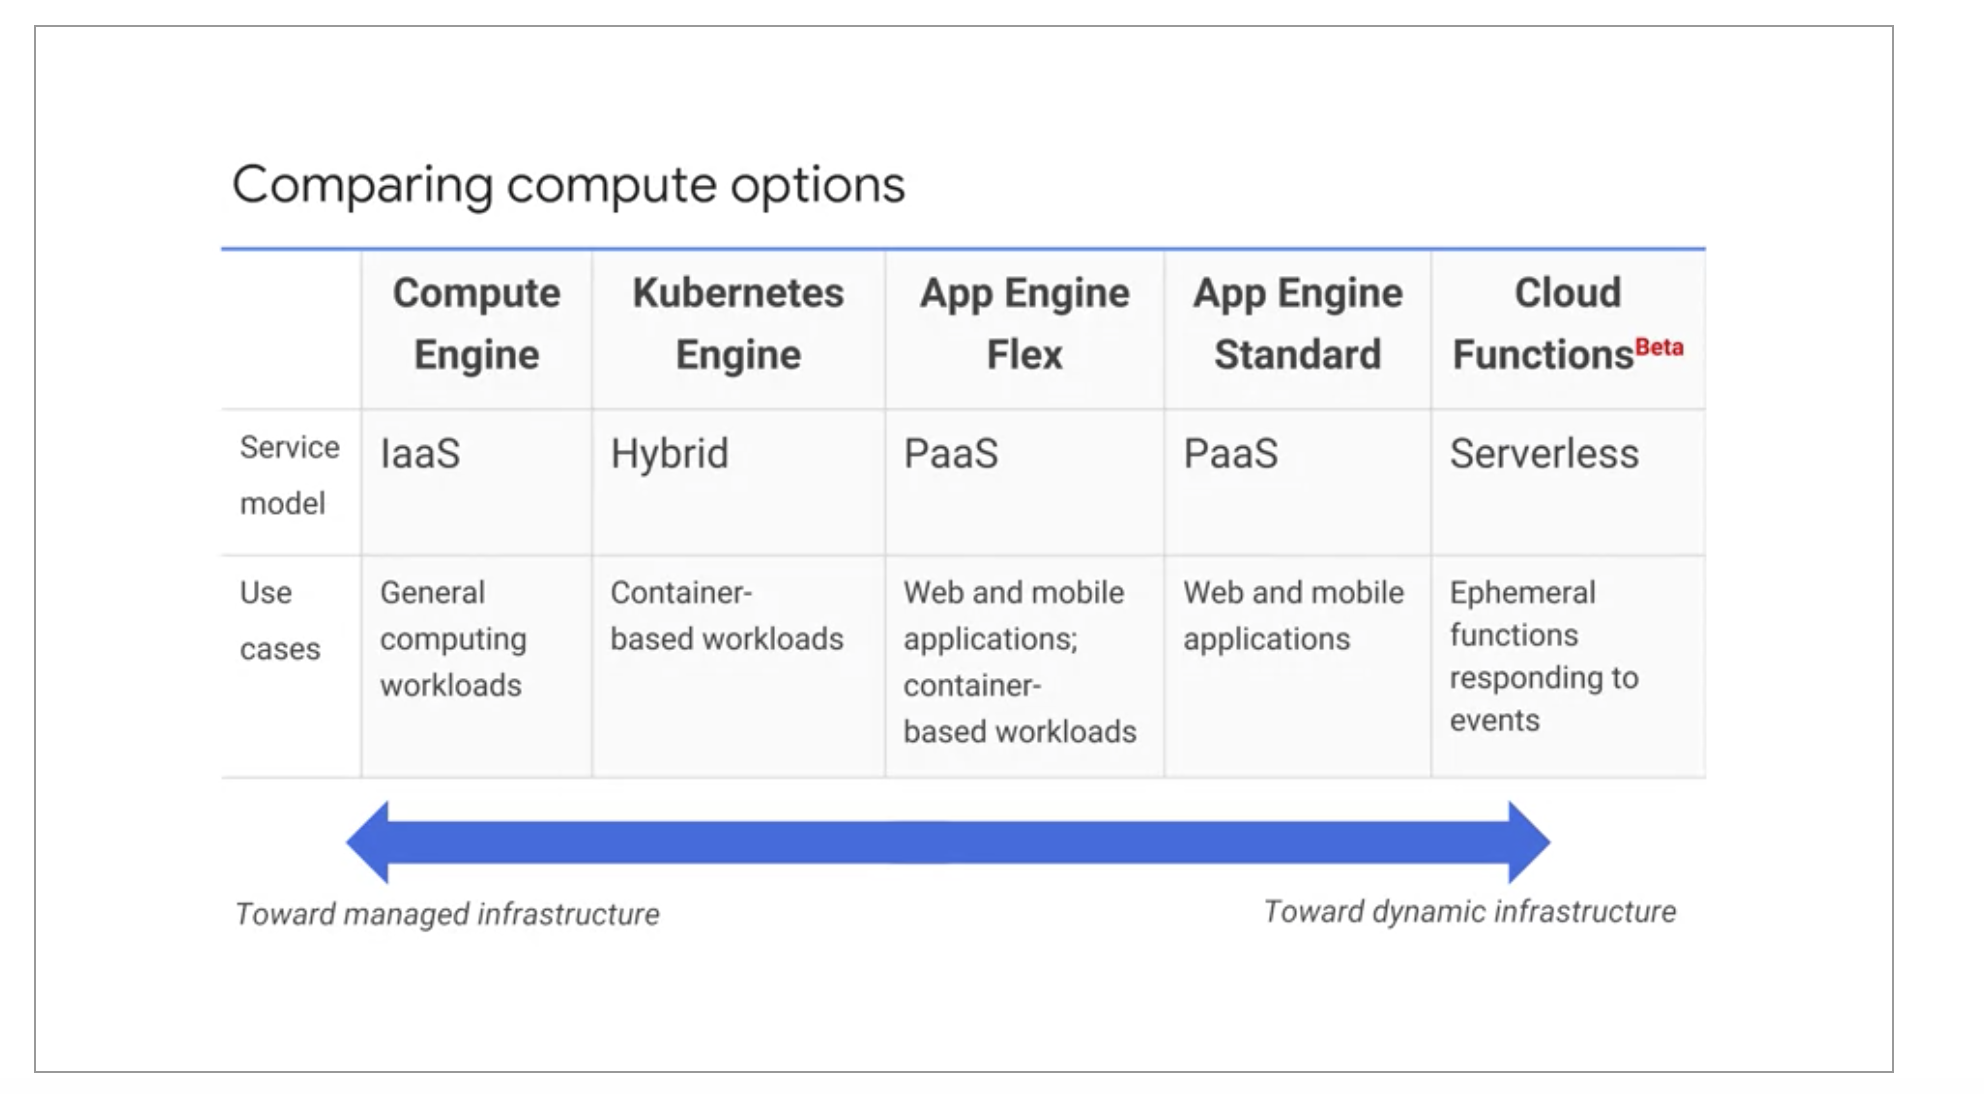 Comparing compute options
Compute
Engine
Kubernetes
Engine
App Engine
Flex
App Engine
Standard
Cloud
FunctionsBeta
Service
model
IaaS
Hybrid
PaaS
PaaS
Serverless
Use
cases
General
computing
workloads
Container-
based workloads
Web and mobile
applications;
container-
based workloads
Web and mobile
applications
Ephemeral
functions
responding to
events
Toward managed infrastructure
Toward dynamic infrastructure